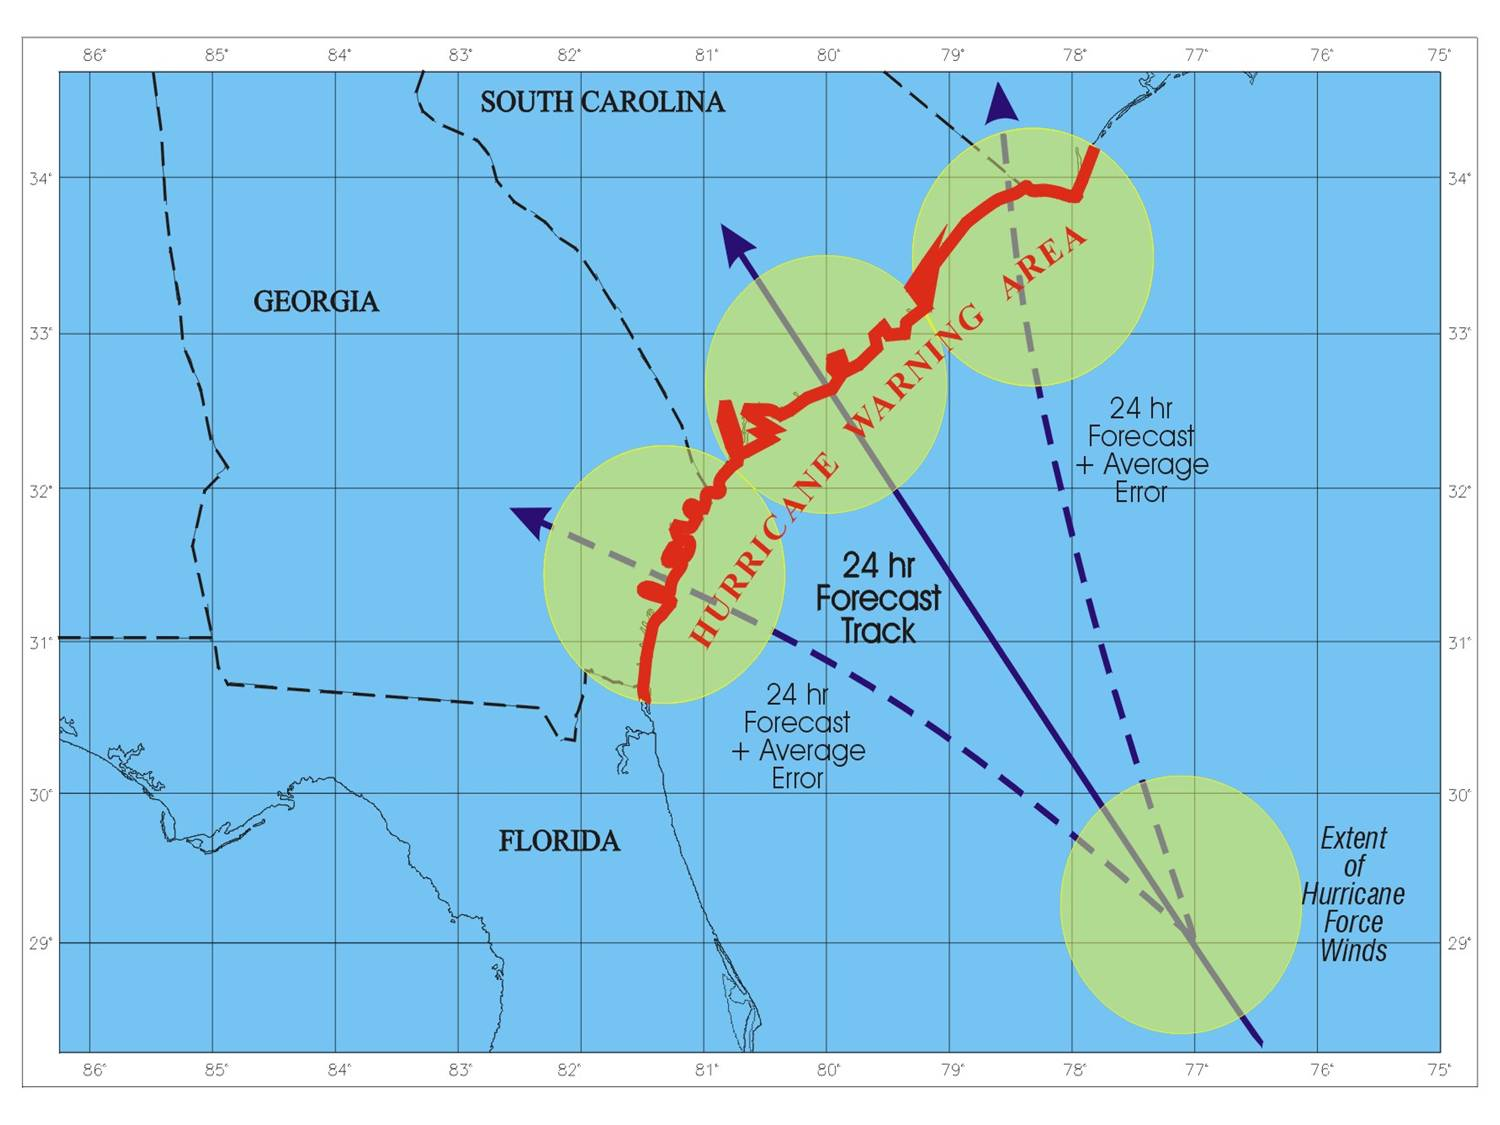 86° 85° 84° 83° 82° 81° 80° 79° 78° 77° 76° 75°
SOUTH CAROLINA
34° 34°
GEORGIA
33° 33°
HURRICANE WARNING AREA
24 hr
Forecast
+ Average
Error
32° 32°
24 hr
Forecast
Track
31° 31°
24 hr
Forecast
+ Average
Error
30° 30°
FLORIDA
Extent
of
Hurricane
Force
Winds
29° 29°
86° 85° 84° 83° 82° 81° 80° 79° 78° 77° 76° 75°